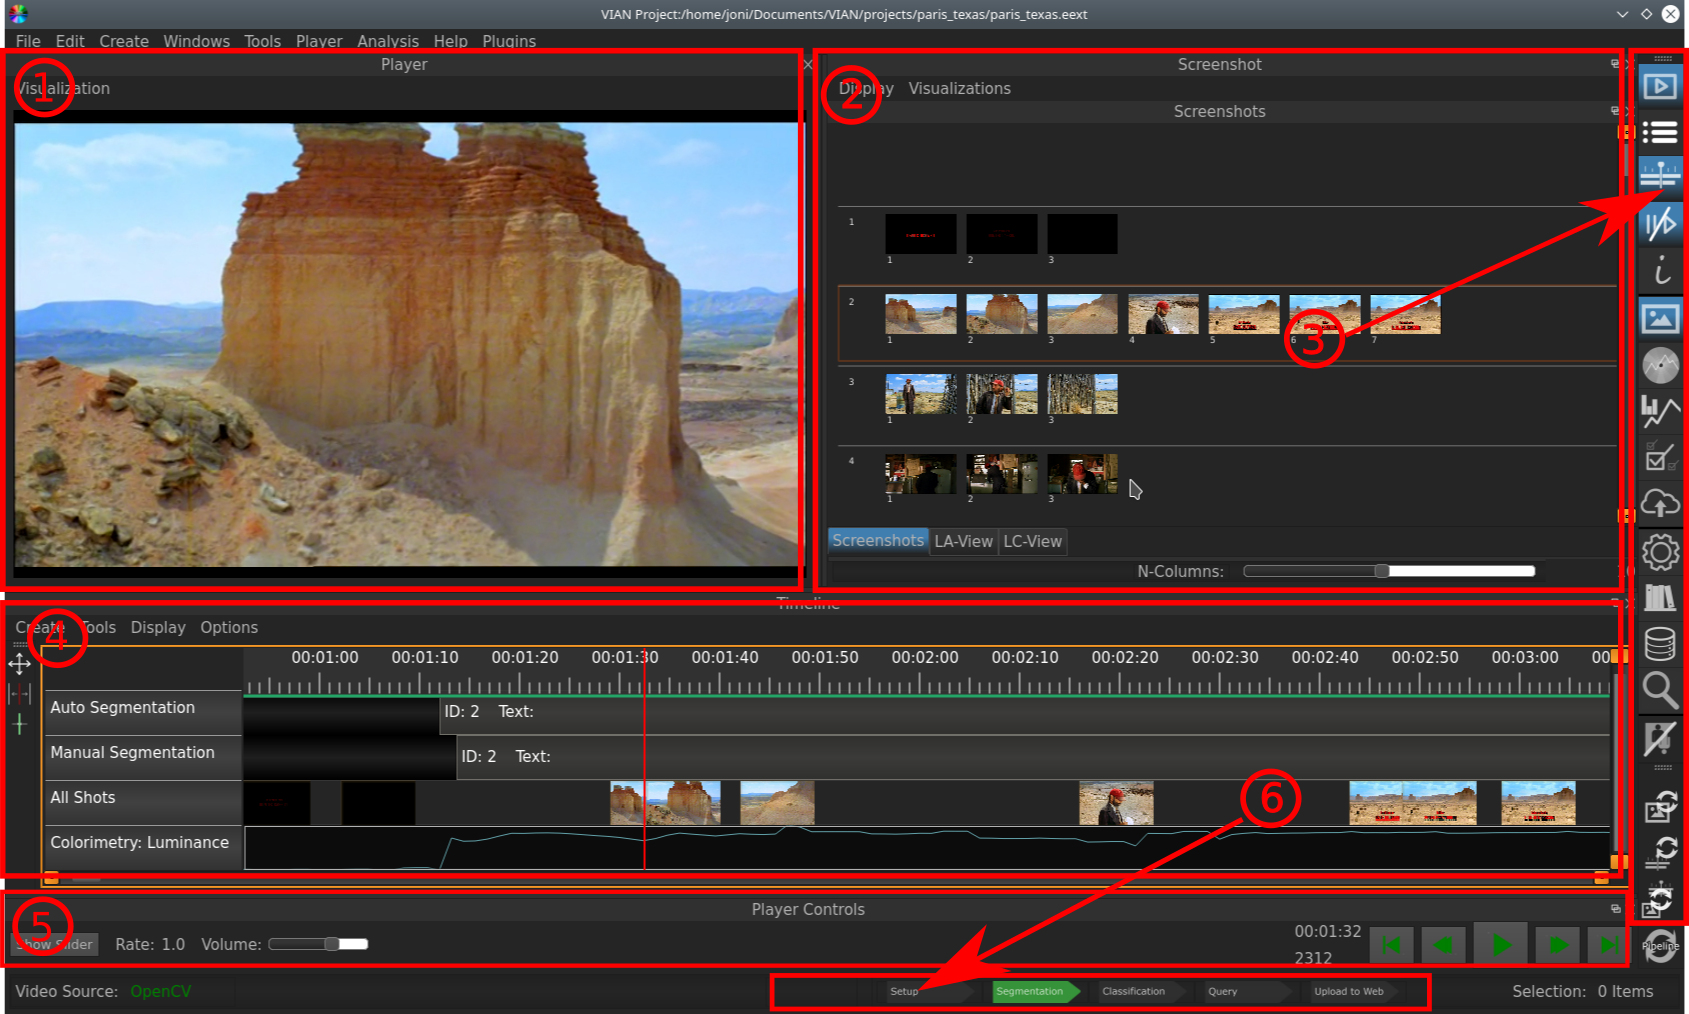 VIAN Project:/home/joni/Documents/VIAN/projects/paris_texas/paris_texas.eext
File Edit Create Windows Tools Player Analysis Help Plugins
Player
Visualization
1
Screenshot
Display Visualizations
2
Screenshots
1
1 2 3
2
1 2 3 4 5 6 7
3
3
1 2 3
4
1 2 3
Screenshots LA-View LC-View
N-Columns:
Timeline
Create Tools Display Options
4
00:01:00 00:01:10 00:01:20 00:01:30 00:01:40 00:01:50 00:02:00 00:02:10 00:02:20 00:02:30 00:02:40 00:02:50 00:03:00 00
Auto Segmentation ID: 2 Text:
Manual Segmentation ID: 2 Text:
All Shots
6
Colorimetry: Luminance
Player Controls
5
Show Slider Rate: 1.0 Volume:
00:01:32
2312
Pipeline
Video Source: OpenCV Setup Segmentation Classification Query Upload to Web Selection: 0 Items